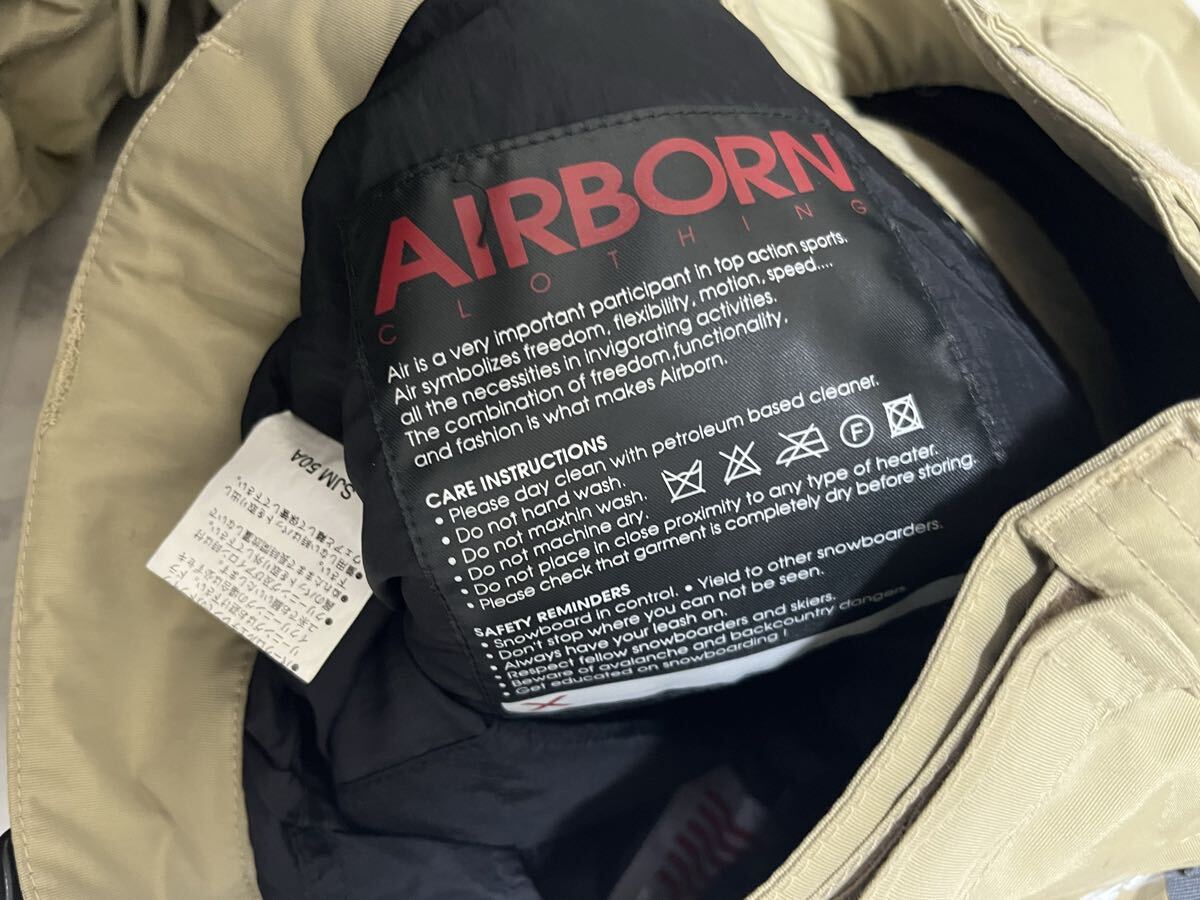 AIRBORN
CLOTHING
Air is a very important participant in top action sports.
Air symbolizes freedom, flexibility, motion, speed....
all the necessities in invigorating activities.
The combination of freedom,functionality,
and fashion is what makes Airborn.
CARE INSTRUCTIONS
• Please day clean with petroleum based cleaner.
• Do not hand wash.
• Do not maxhin wash.
• Do not machine dry.
F
• Do not place in close proximity to any type of heater.
• Please check that garment is completely dry before storing.
SAFETY REMINDERS
• Snowboard in control. • Yield to other snowboarders.
• Don't stop where you can not be seen.
• Always have your leash on.
• Respect fellow snowboarders and skiers.
• Beware of avalanche and backcountry dangers
• Get educated on snowboarding !
X
SJM 50A